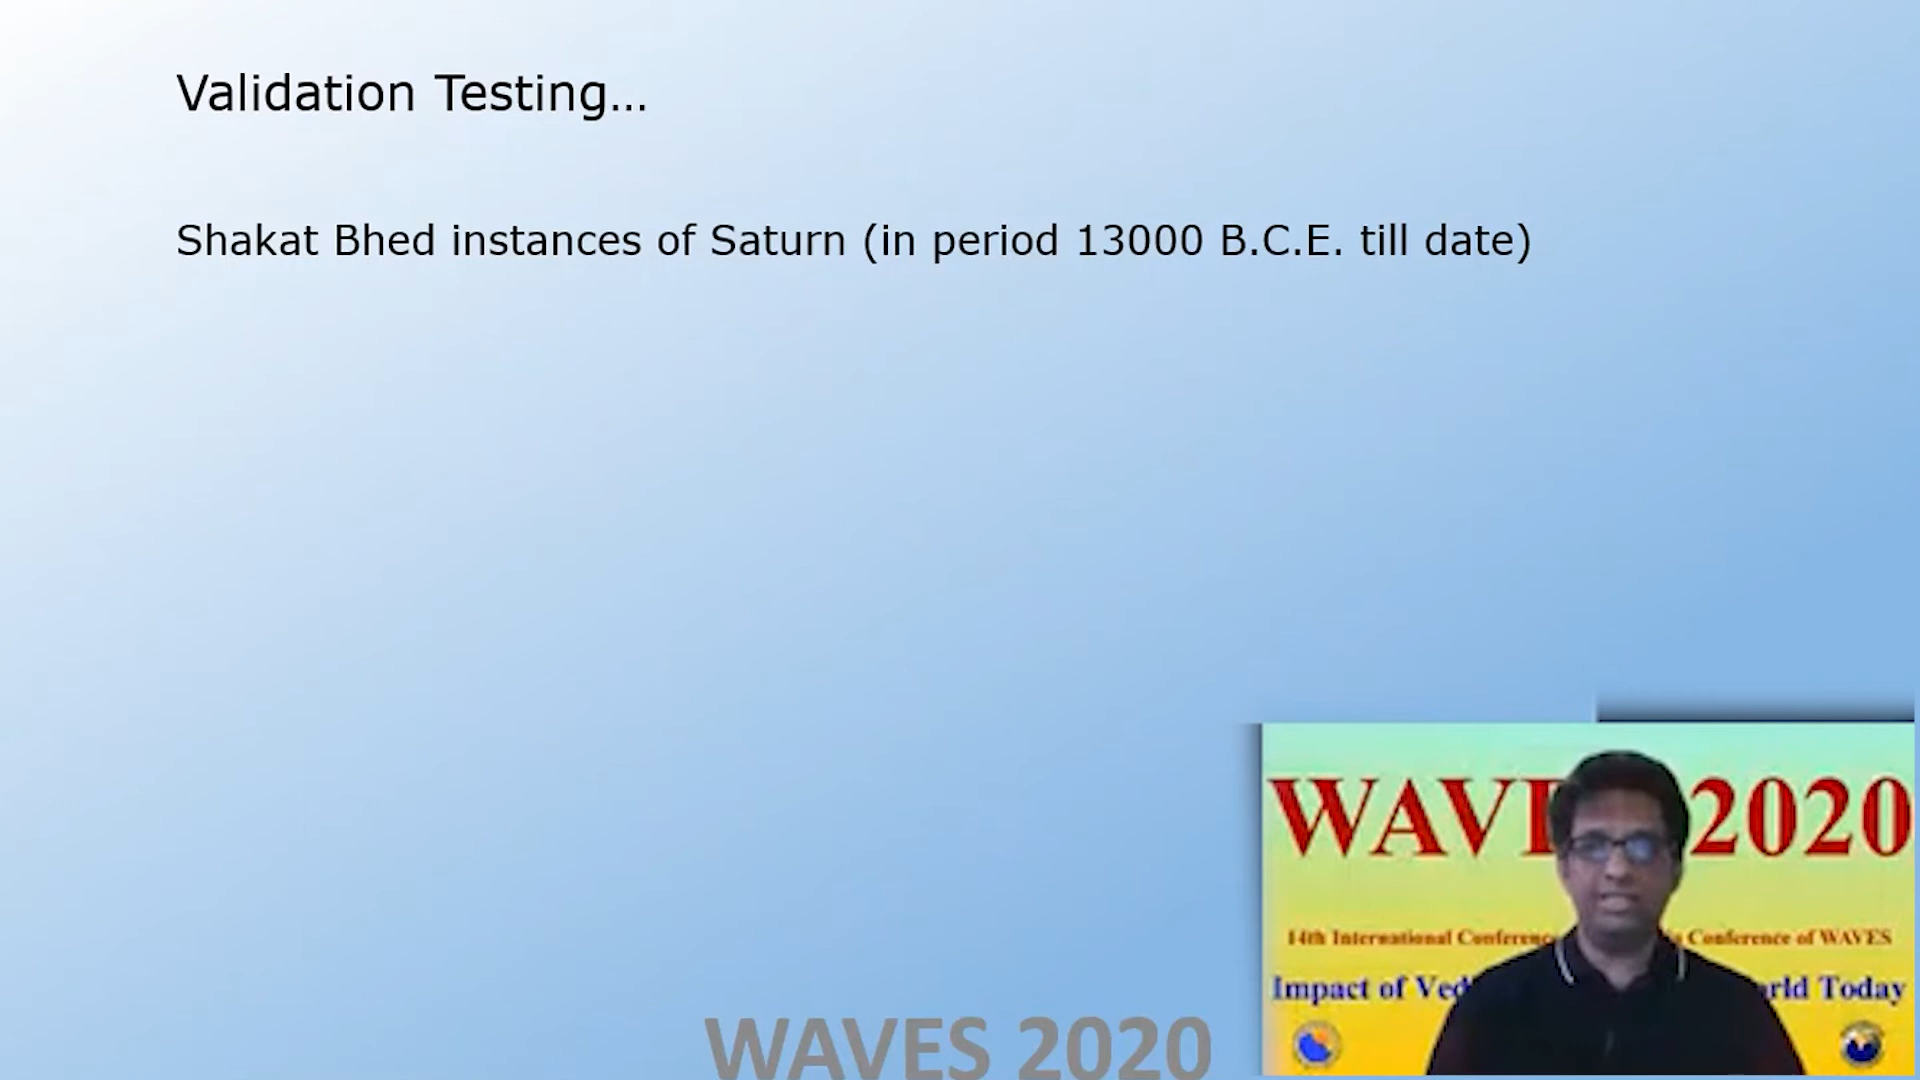 Validation Testing...
Shakat Bhed instances of Saturn (in period 13000 B.C.E. till date)
WAVE 2020
14th International Conference Conference of WAVES
Impact of Ved rld Today
WAVES 2020